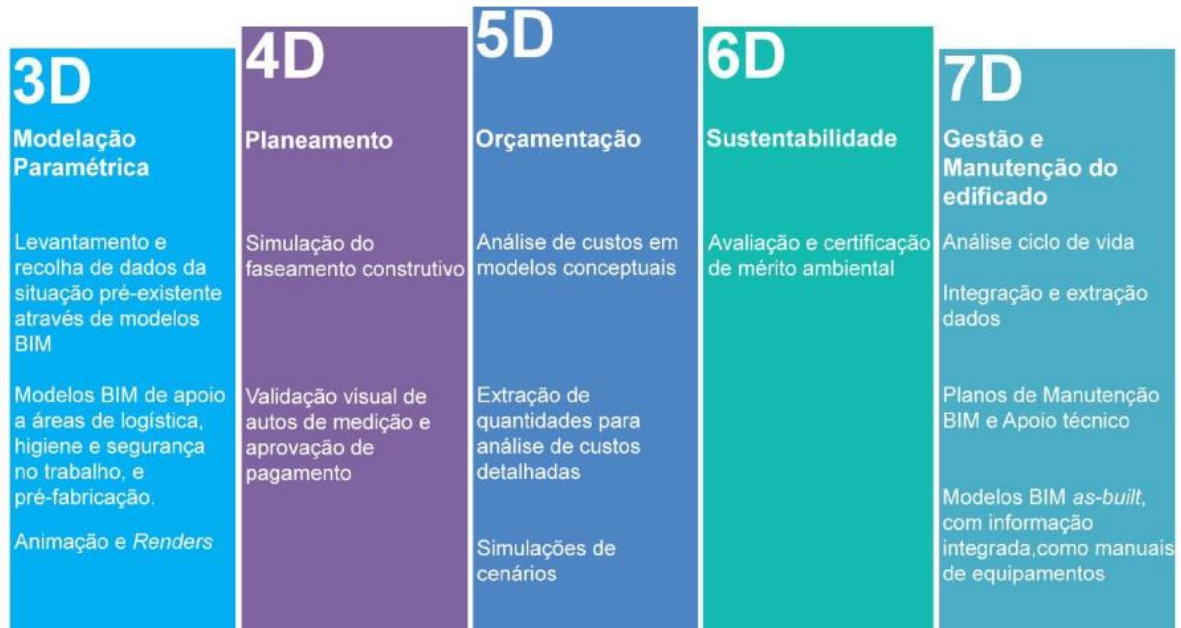 3D
Modelação
Paramétrica
Levantamento e
recolha de dados da
situação pré-existente
através de modelos
BIM
Modelos BIM de apoio
a áreas de logística,
higiene e segurança
no trabalho, e
pré-fabricação.
Animação e Renders
4D
Planeamento
Simulação do
faseamento construtivo
Validação visual de
autos de medição e
aprovação de
pagamento
5D
Orçamentação
Análise de custos em
modelos conceptuais
Extração de
quantidades para
análise de custos
detalhadas
Simulações de
cenários
6D
Sustentabilidade
Avaliação e certificação
de mérito ambiental
7D
Gestão e
Manutenção do
edificado
Análise ciclo de vida
Integração e extração
dados
Planos de Manutenção
BIM e Apoio técnico
Modelos BIM as-built,
com informação
integrada,como manuais
de equipamentos